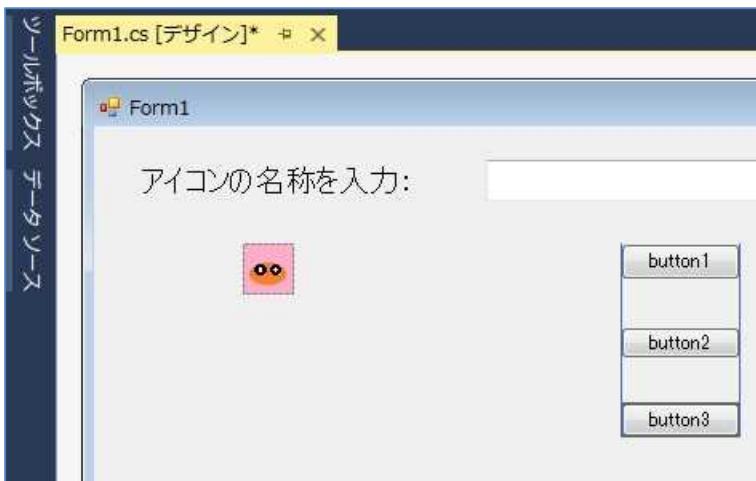 ツールボックス
データ ソース
Form1.cs [デザイン]*
Form1
アイコンの名称を入力:
button1
button2
button3